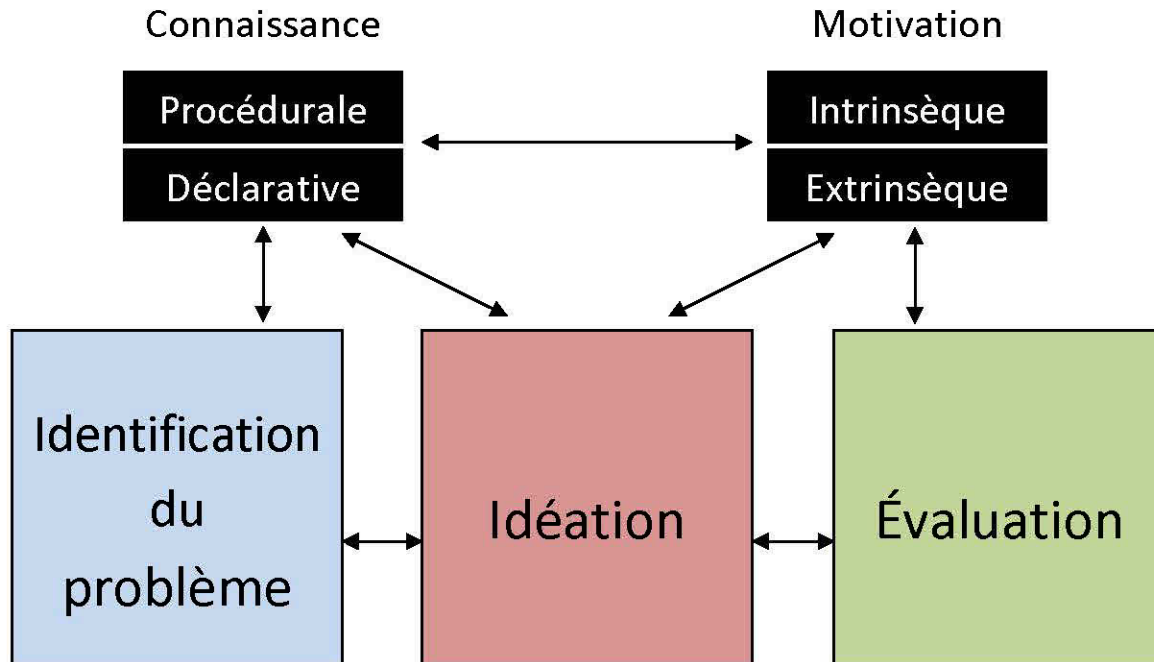 Connaissance
Motivation
Procédurale
Intrinsèque
Déclarative
Extrinsèque
Identification
du
problème
Idéation
Évaluation